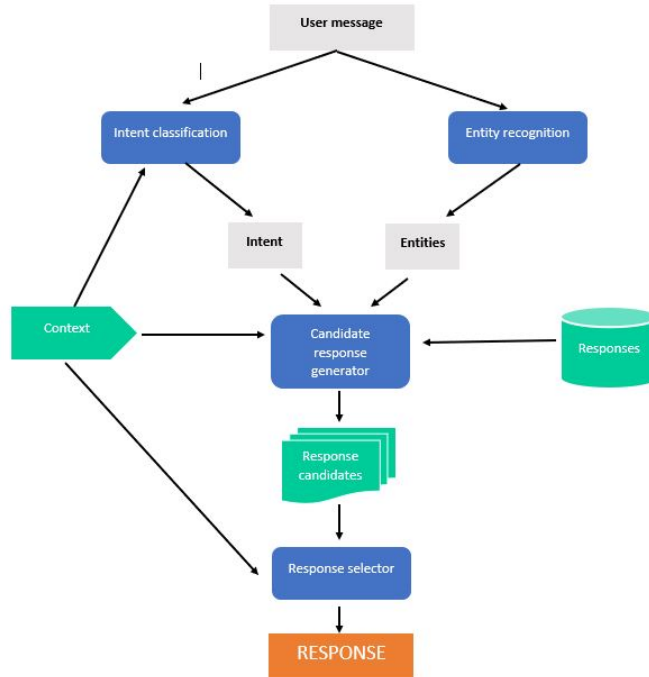 User message
Intent classification
Entity recognition
Intent
Entities
Context
Candidate
response
generator
Responses
Response
candidates
Response selector
RESPONSE